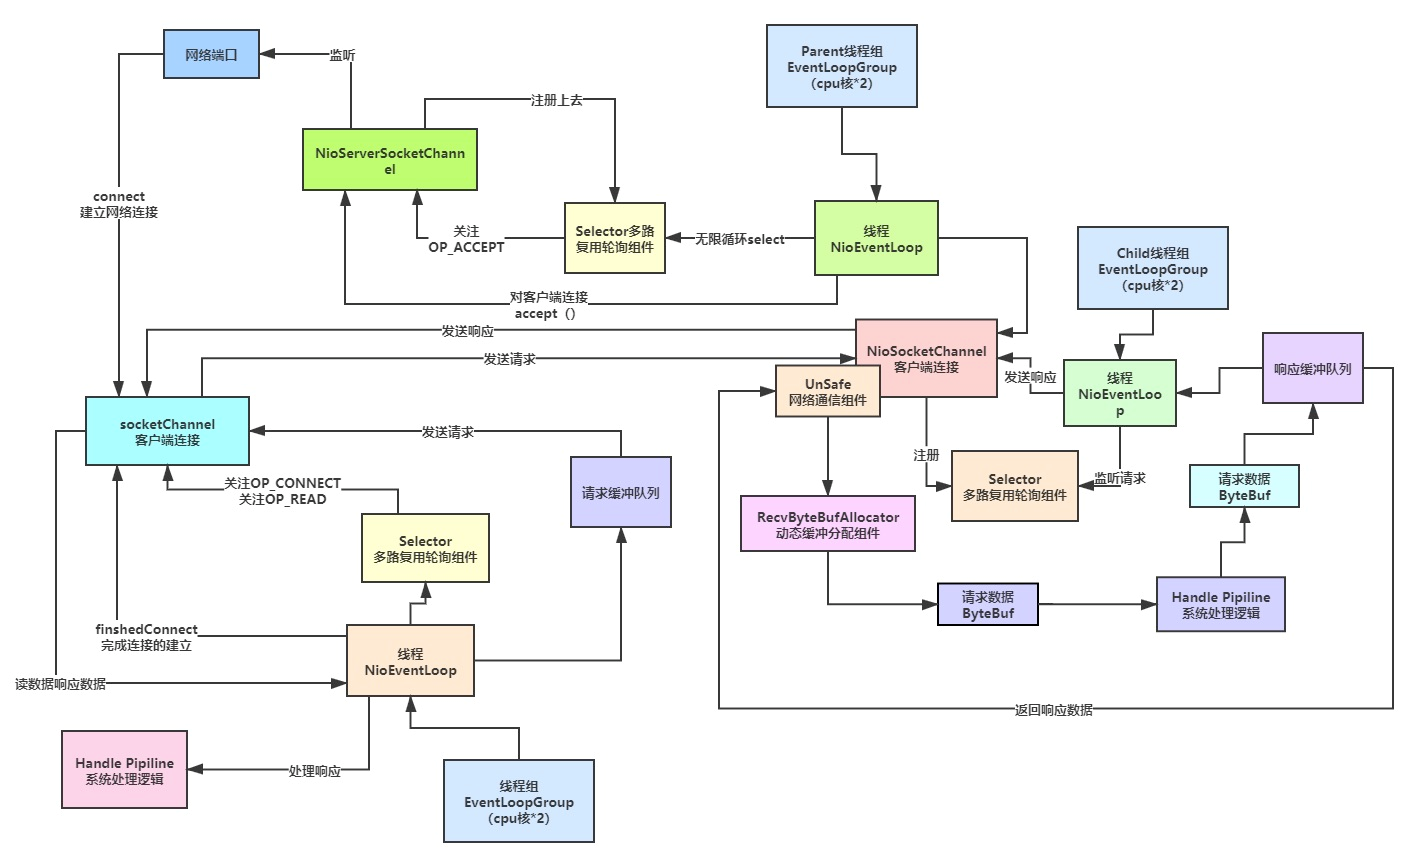 网络端口
监听
Parent线程组
EventLoopGroup
（cpu核*2）
注册上去
NioServerSocketChann
el
connect
建立网络连接
关注
OP_ACCEPT
Selector多路
复用轮询组件
无限循环select
线程
NioEventLoop
Child线程组
EventLoopGroup
（cpu核*2）
对客户端连接
accept（）
发送响应
发送请求
NioSocketChannel
客户端连接
UnSafe
网络通信组件
发送响应
线程
NioEventLoo
p
响应缓冲队列
socketChannel
客户端连接
发送请求
关注OP_CONNECT
关注OP_READ
请求缓冲队列
注册
Selector
多路复用轮询组件
监听请求
请求数据
ByteBuf
RecvByteBufAllocator
动态缓冲分配组件
Selector
多路复用轮询组件
请求数据
ByteBuf
Handle Pipiline
系统处理逻辑
finshedConnect
完成连接的建立
线程
NioEventLoop
读数据响应数据
返回响应数据
Handle Pipiline
系统处理逻辑
处理响应
线程组
EventLoopGroup
（cpu核*2）